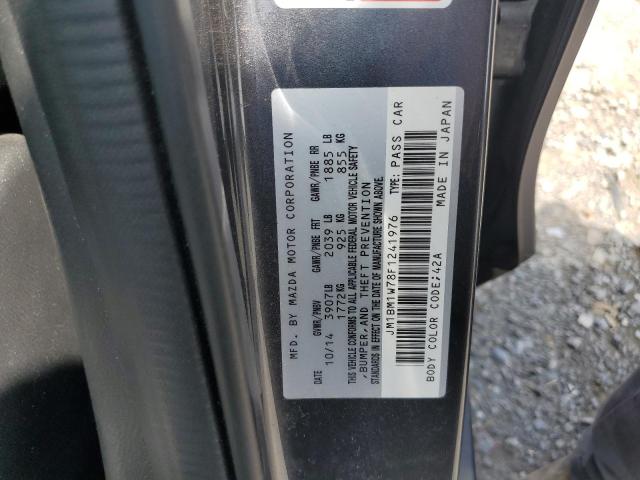 MFD. BY MAZDA MOTOR CORPORATION
DATE GVWR/PNBV GAWR/PNBE FRT GAWR/PNBE RR
10/14 3907LB 2039 LB 1885 LB
1772KG 925 KG 855 KG
THIS VEHICLE CONFORMS TO ALL APPLICABLE FEDERAL MOTOR VEHICLE SAFETY
,BUMPER,AND THEFT PREVENTION
STANDARDS IN EFFECT ON THE DATE OF MANUFACTURE SHOWN ABOVE.
JM1BM1W78F1241976 TYPE: PASS CAR
BODY COLOR CODE:42A MADE IN JAPAN